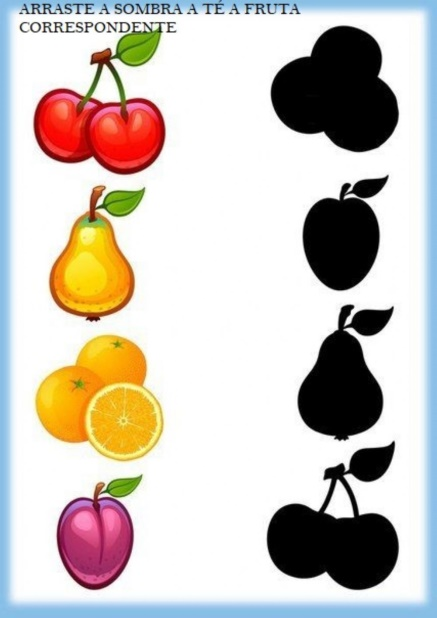 ARRASTE A SOMBRA A TÉ A FRUTA
CORRESPONDENTE